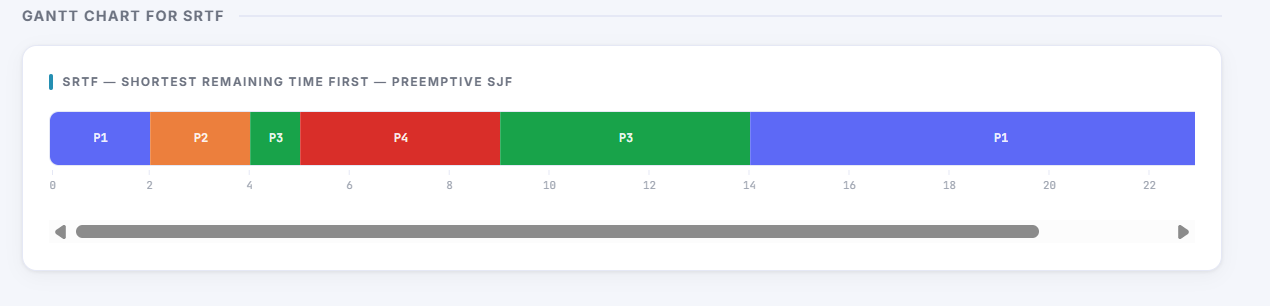 GANTT CHART FOR SRTF
SRTF — SHORTEST REMAINING TIME FIRST — PREEMPTIVE SJF
P1 P2 P3 P4 P3 P1
0 2 4 6 8 10 12 14 16 18 20 22